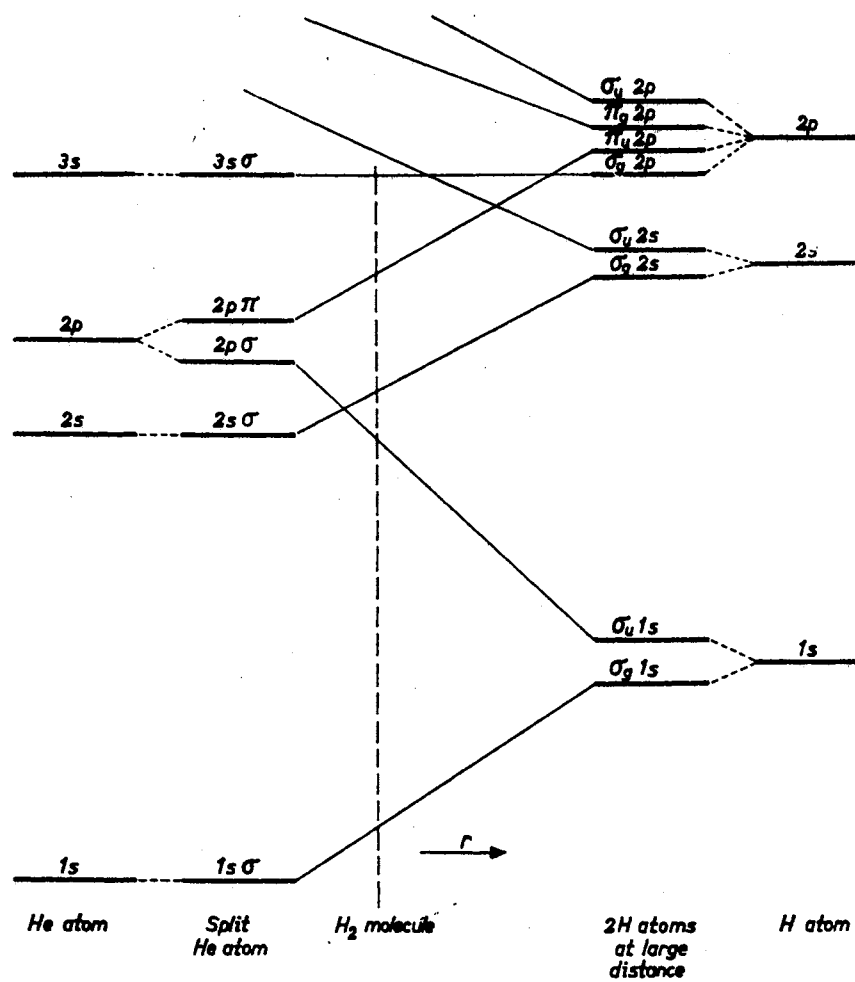 σu 2p
πg 2p
πu 2p
σg 2p
2p
3s
3s σ
σu 2s
σg 2s
2s
2p π
2p
2p σ
2s
2s σ
σu 1s
σg 1s
1s
r
1s
1s σ
He atom
Split
He atom
H2 molecule
2H atoms
at large
distance
H atom